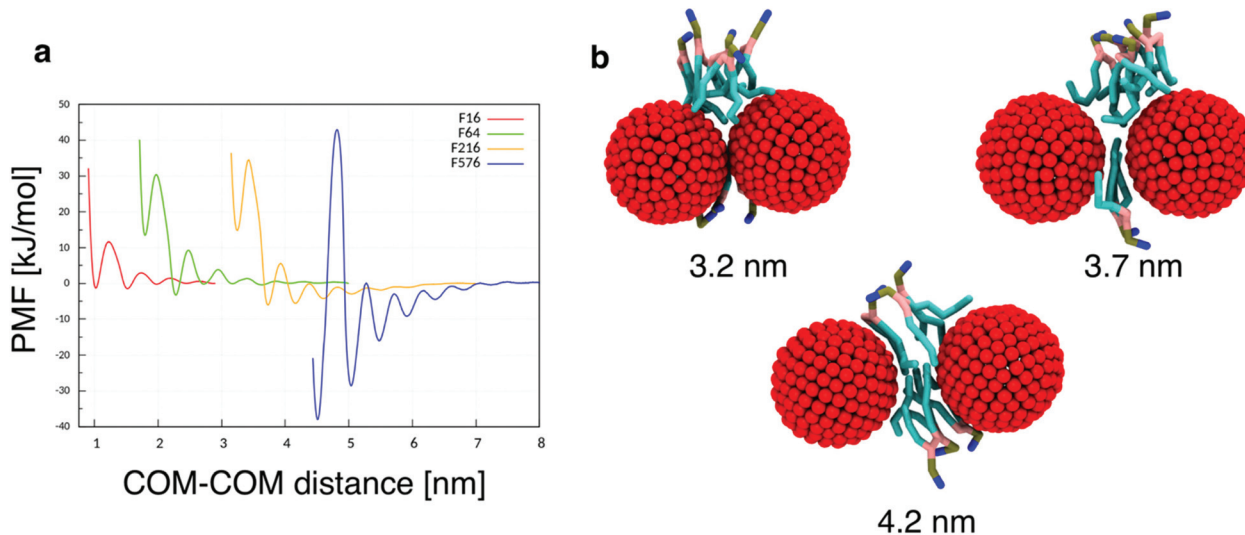 a
PMF [kJ/mol]
50
40
30
20
10
0
-10
-20
-30
-40
F16
F64
F216
F576
1 2 3 4 5 6 7 8
COM-COM distance [nm]
b
3.2 nm
3.7 nm
4.2 nm